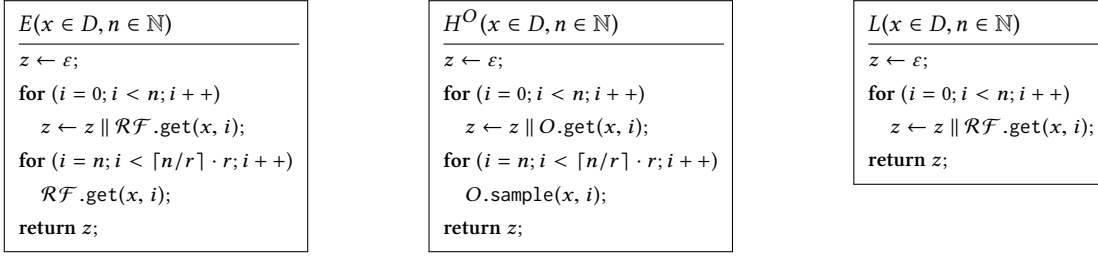 E(x ∈ D, n ∈ ℕ)
z ← ε;
for (i = 0; i < n; i + +)
z ← z ∥ ℛℱ.get(x, i);
for (i = n; i < ⌈n/r⌉ · r; i + +)
ℛℱ.get(x, i);
return z;
H^O(x ∈ D, n ∈ ℕ)
z ← ε;
for (i = 0; i < n; i + +)
z ← z ∥ O.get(x, i);
for (i = n; i < ⌈n/r⌉ · r; i + +)
O.sample(x, i);
return z;
L(x ∈ D, n ∈ ℕ)
z ← ε;
for (i = 0; i < n; i + +)
z ← z ∥ ℛℱ.get(x, i);
return z;